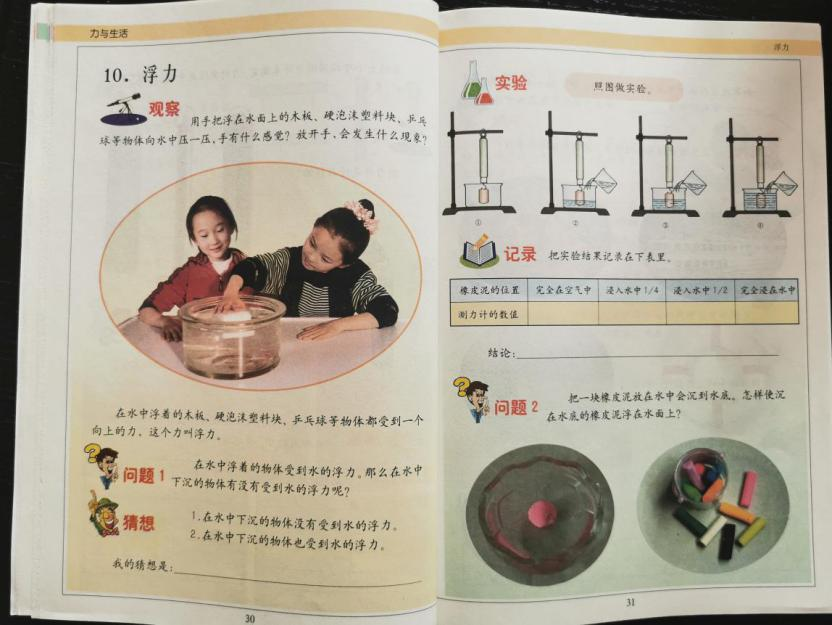 力与生活
10. 浮力
观察
用手把浮在水面上的木板、硬泡沫塑料块、乒乓
球等物体向水中压一压,手有什么感觉? 放开手,会发生什么现象?
在水中浮着的木板、硬泡沫塑料块、乒乓球等物体都受到一个
向上的力。这个力叫浮力。
问题1
在水中浮着的物体受到水的浮力。那么在水中
下沉的物体有没有受到水的浮力呢?
猜想
1.在水中下沉的物体没有受到水的浮力。
2.在水中下沉的物体也受到水的浮力。
我的猜想是:
30
浮力
实验
照图做实验。
① ② ③ ④
记录
把实验结果记录在下表里。
橡皮泥的位置 完全在空气中 浸入水中1/4 浸入水中1/2 完全浸在水中
测力计的数值
结论:
问题2
把一块橡皮泥放在水中会沉到水底。怎样使沉
在水底的橡皮泥浮在水面上?
31